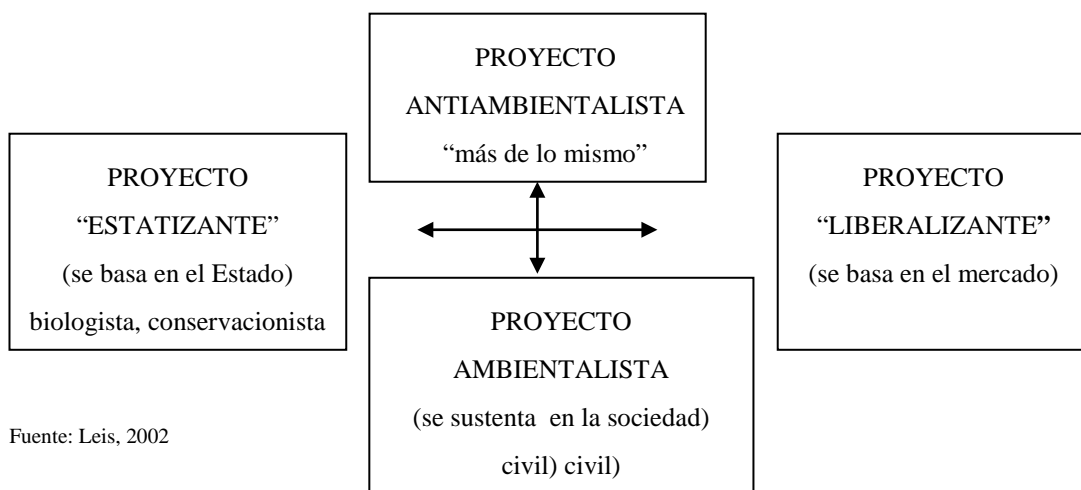 PROYECTO
ANTIAMBIENTALISTA
“más de lo mismo”
PROYECTO
“ESTATIZANTE”
(se basa en el Estado)
biologista, conservacionista
PROYECTO
“LIBERALIZANTE”
(se basa en el mercado)
PROYECTO
AMBIENTALISTA
(se sustenta en la sociedad)
civil) civil)
Fuente: Leis, 2002